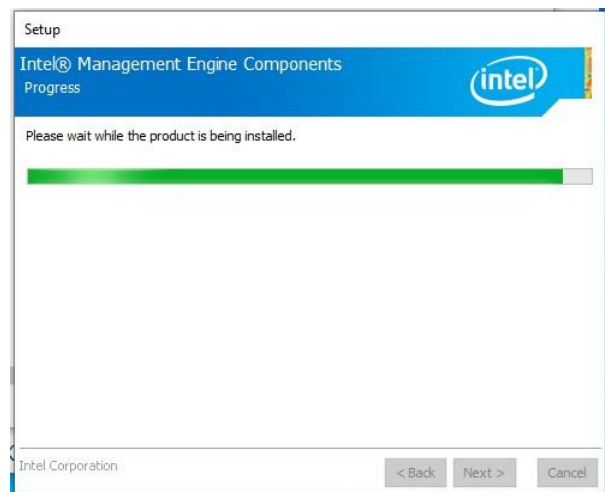 Setup
Intel® Management Engine Components
Progress
intel
Please wait while the product is being installed.
Intel Corporation
< Back
Next >
Cancel